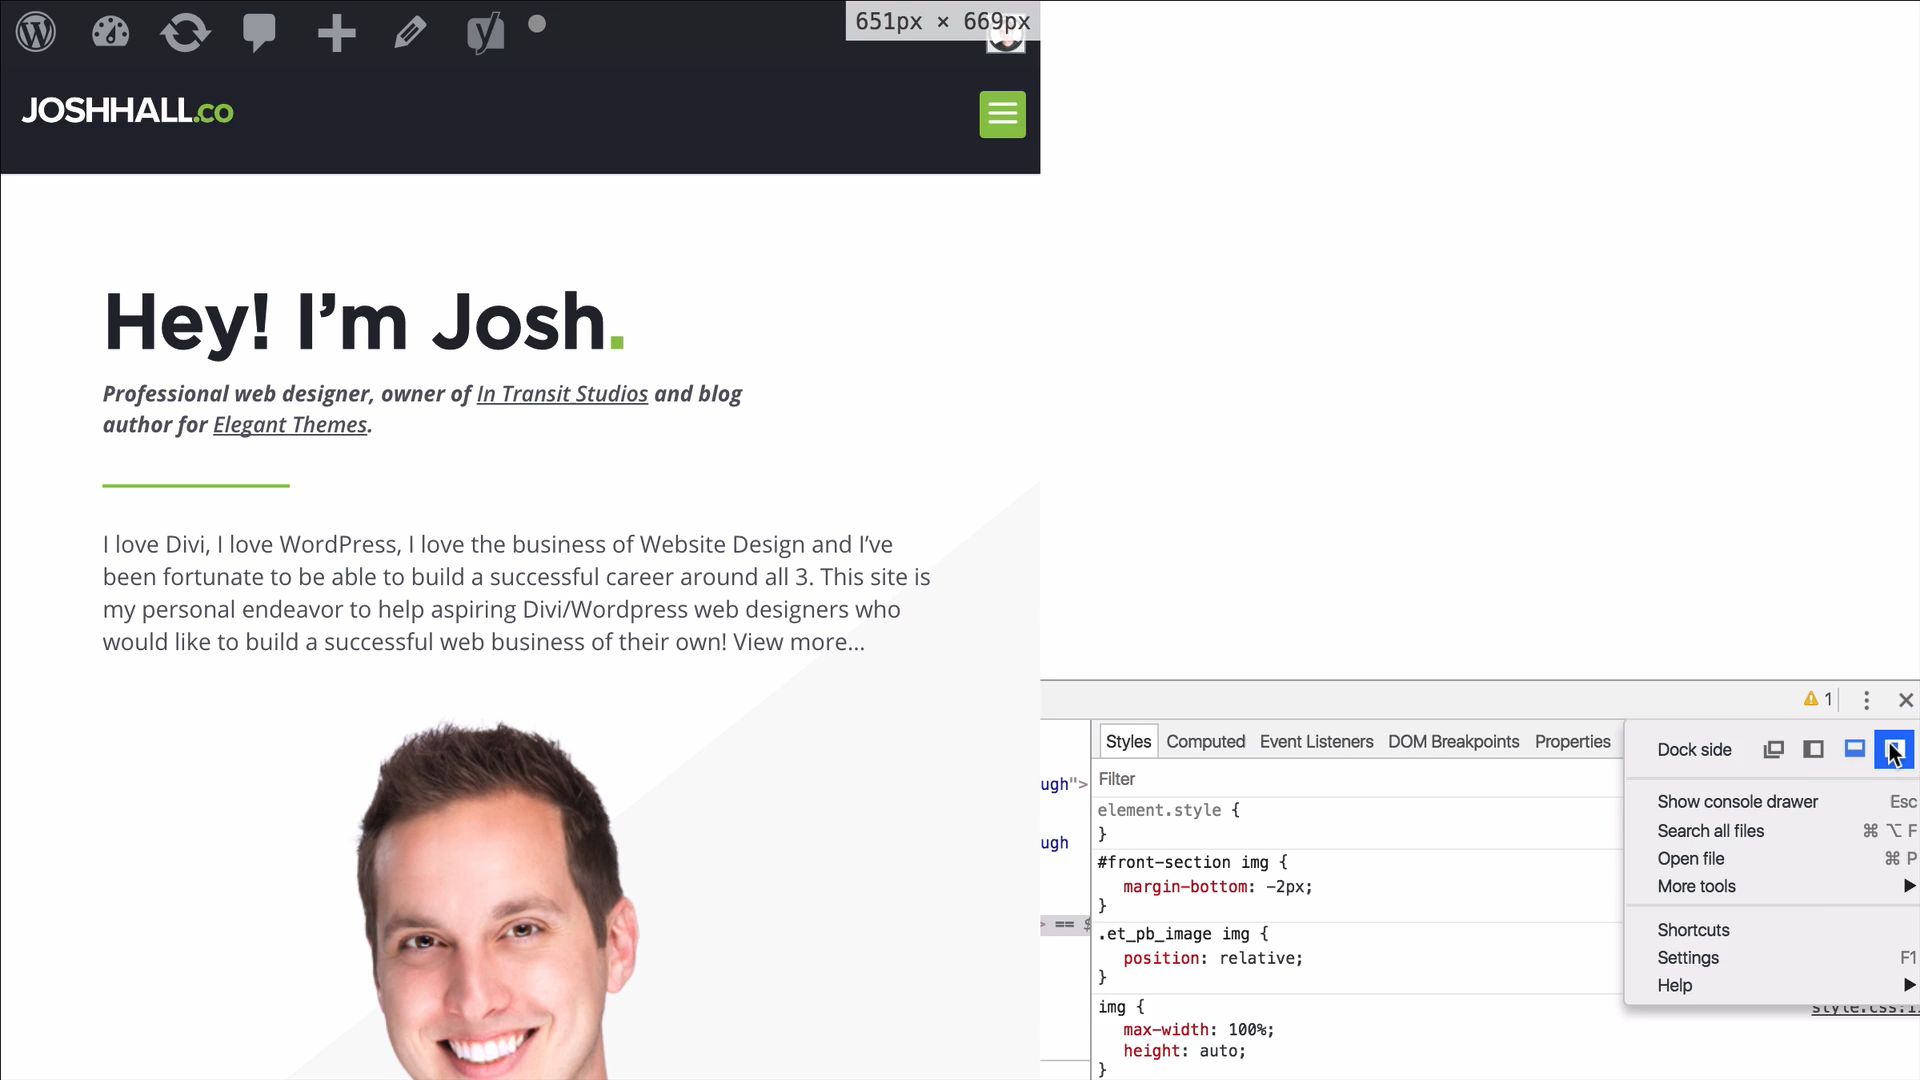 651px × 669px
JOSHHALL.co
Hey! I’m Josh.
Professional web designer, owner of In Transit Studios and blog
author for Elegant Themes.
I love Divi, I love WordPress, I love the business of Website Design and I’ve
been fortunate to be able to build a successful career around all 3. This site is
my personal endeavor to help aspiring Divi/Wordpress web designers who
would like to build a successful web business of their own! View more...
1
Styles Computed Event Listeners DOM Breakpoints Properties
Dock side
ugh">
Filter
element.style {
}
Show console drawer Esc
Search all files ⌘ ⌥ F
ugh
Open file ⌘ P
#front-section img {
margin-bottom: -2px;
}
More tools
== $
Shortcuts
.et_pb_image img {
position: relative;
}
Settings F1
Help
img {
style.css:1
max-width: 100%;
height: auto;
}